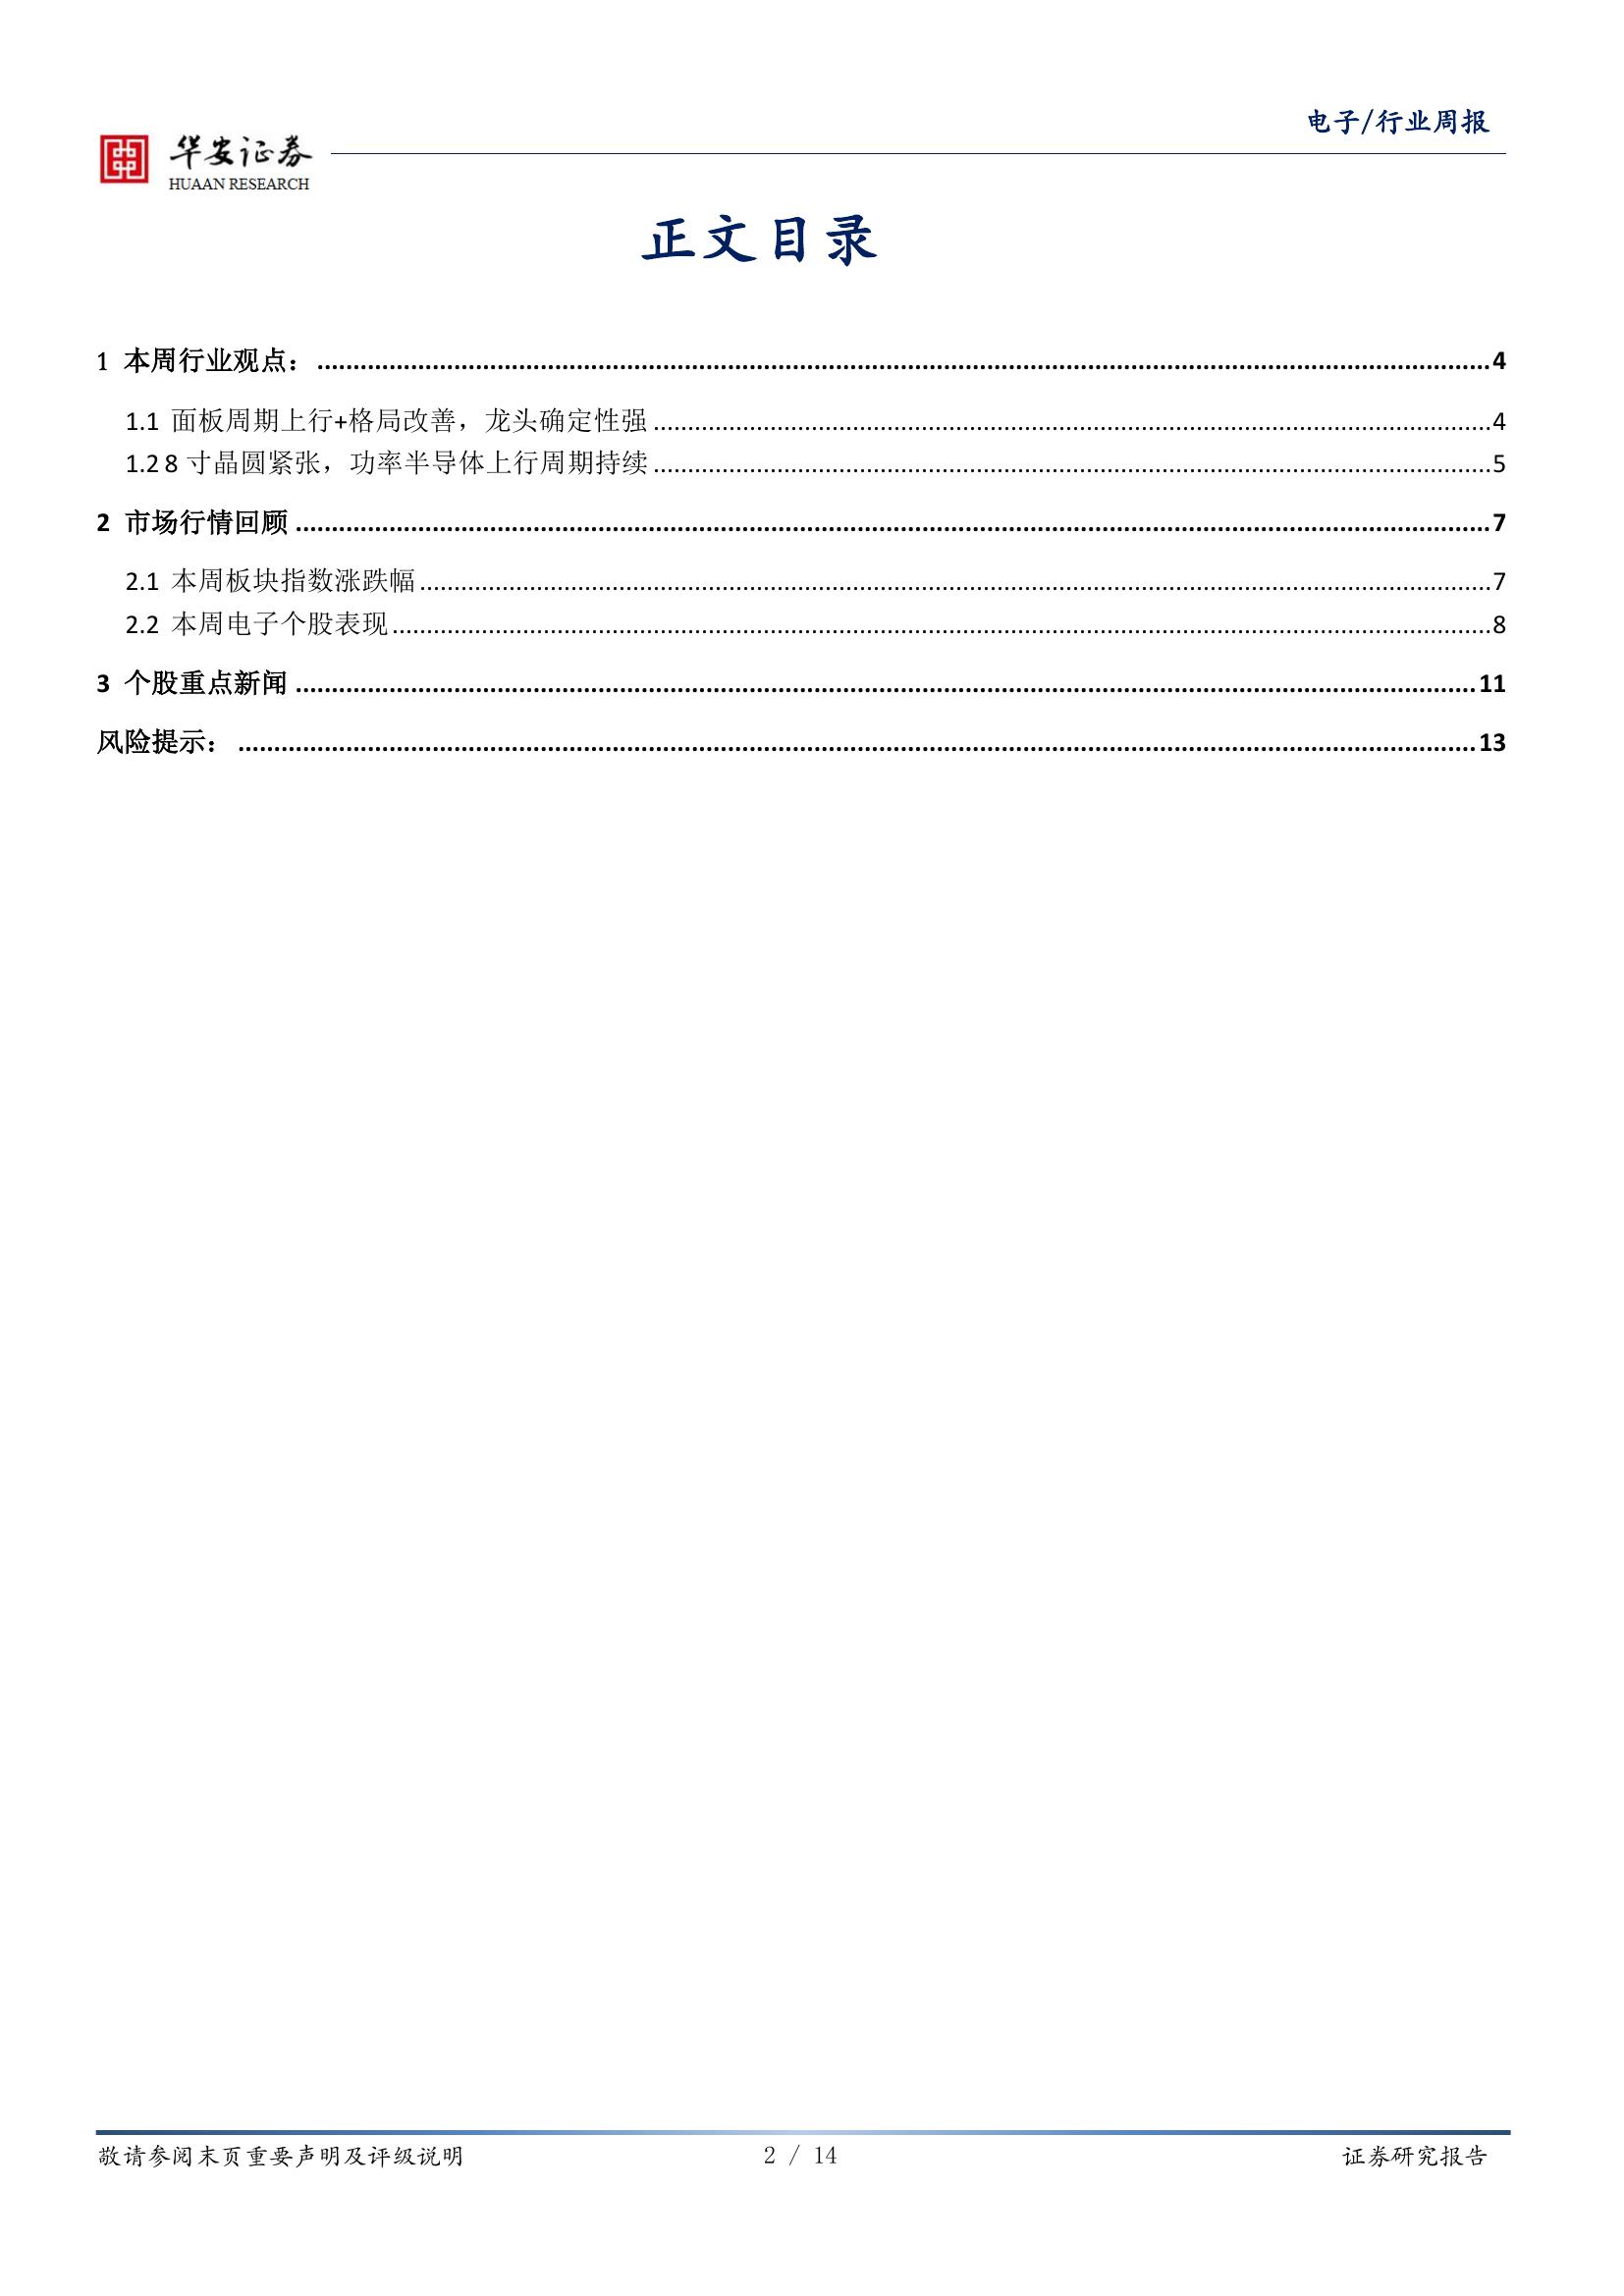 电子/行业周报
华安证券
HUAAN RESEARCH
正文目录
1 本周行业观点：................................................................4
1.1 面板周期上行+格局改善，龙头确定性强................................................................4
1.2 8 寸晶圆紧张，功率半导体上行周期持续................................................................5
2 市场行情回顾................................................................7
2.1 本周板块指数涨跌幅................................................................7
2.2 本周电子个股表现................................................................8
3 个股重点新闻................................................................11
风险提示：................................................................13
敬请参阅末页重要声明及评级说明 2 / 14 证券研究报告